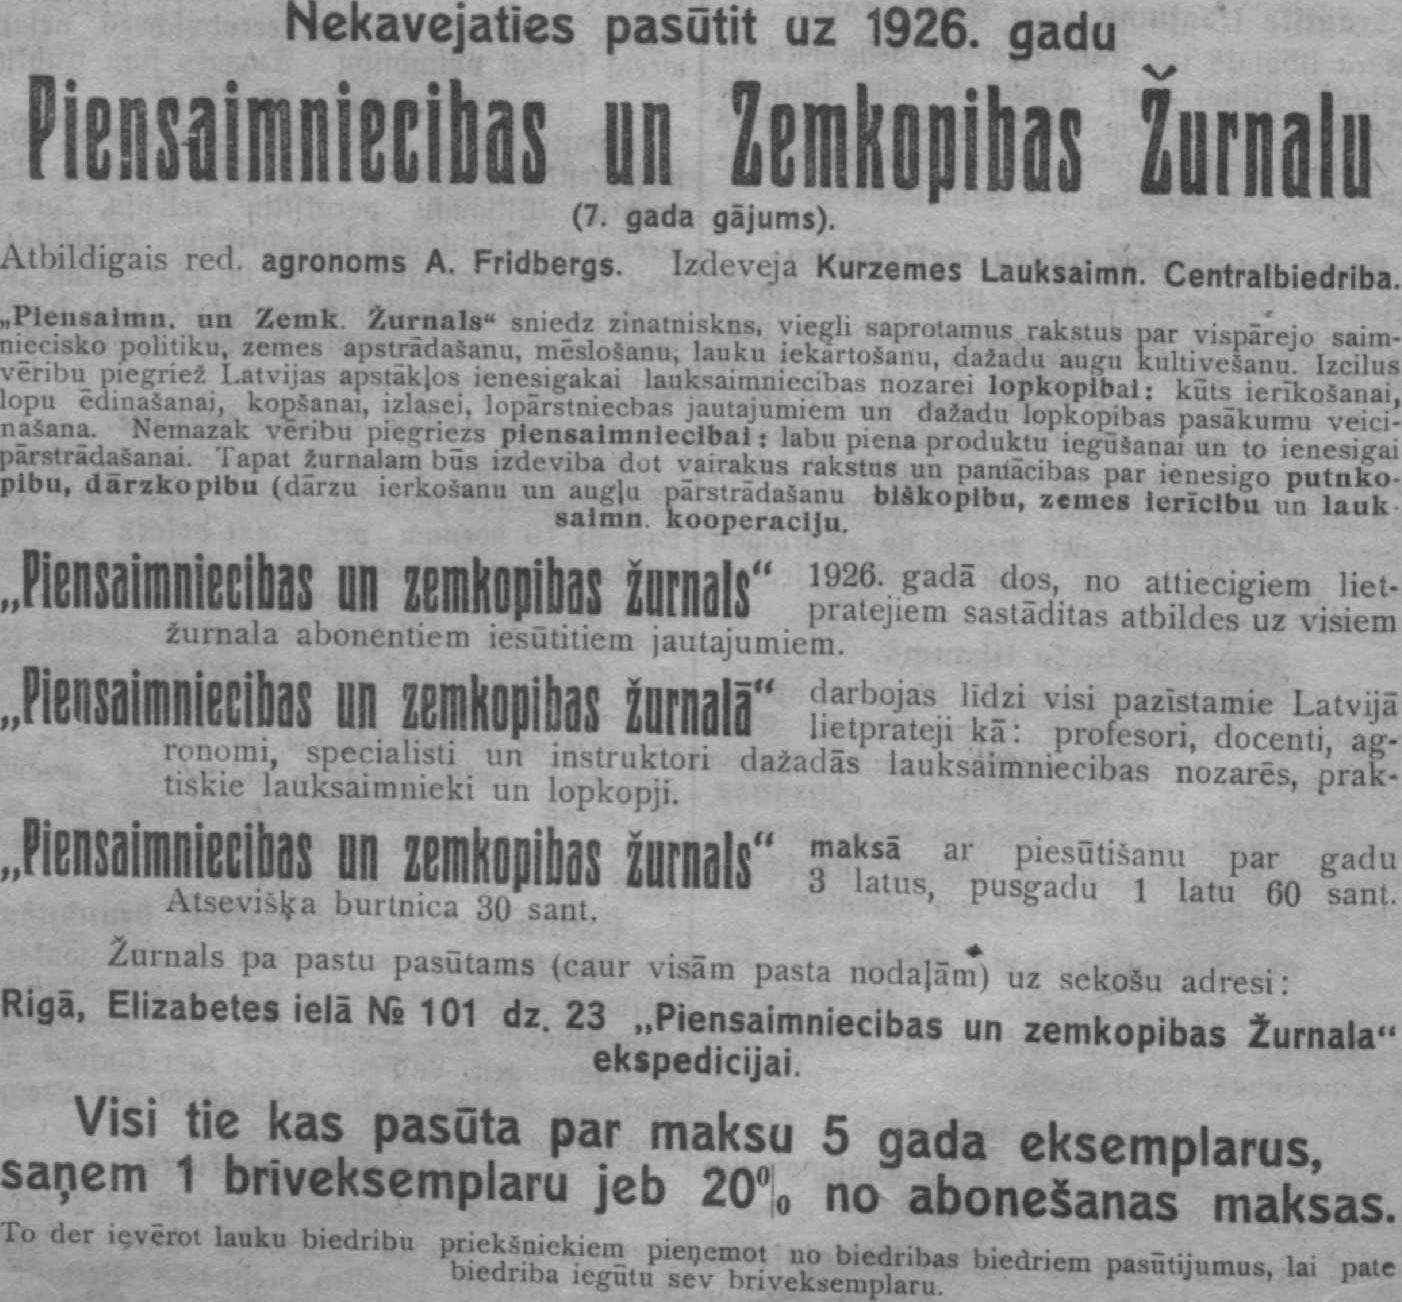 Nekavejaties pasūtit uz 1926. gadu
Piensaimniecibas un Zemkopibas Žurnalu
(7. gada gājums).
Atbildigais red. agronoms A. Fridbergs. Izdeveja Kurzemes Lauksaimn. Centralbiedriba.
„Piensaimn. un Zemk. Žurnals“ sniedz zinatniskns, viegli saprotamus rakstus par vispārejo saim-
niecisko politiku, zemes apstrādašanu, mēslošanu, lauku iekartošanu, dažadu augu kultivešanu. Izcilus
vēribu piegriež Latvijas apstākļos ienesigakai lauksaimniecibas nozarei lopkopibai: kūts ierīkošanai,
lopu ēdinašanai, kopšanai, izlasei, lopārstniecbas jautajumiem un dažadu lopkopibas pasākumu veici-
nāšana. Nemazak vēribu piegriezs piensaimniecibai: labu piena produktu iegūšanai un to ienesigai
pārstrādašanai. Tapat žurnalam būs izdeviba dot vairakus rakstus un pamācibas par ienesigo putnko-
pibu, dārzkopibu (dārzu ierkošanu un augļu pārstrādašanu biškopibu, zemes ierīcibu un lauk-
saimn. kooperaciju.
„Piensaimniecibas un zemkopibas žurnals“ 1926. gadā dos, no attiecigiem liet-
pratejiem sastāditas atbildes uz visiem
žurnala abonentiem iesūtitiem jautajumiem.
„Piensaimniecibas un zemkopibas žurnalā“ darbojas līdzi visi pazīstamie Latvijā
lietprateji kā: profesori, docenti, ag-
ronomi, specialisti un instruktori dažadās lauksaimniecibas nozarēs, prak-
tiskie lauksaimnieki un lopkopji.
„Piensaimniecibas un zemkopibas žurnals“ maksā ar piesūtišanu par gadu
3 latus, pusgadu 1 latu 60 sant.
Atsevišķa burtnica 30 sant.
Žurnals pa pastu pasūtams (caur visām pasta nodaļām) uz sekošu adresi:
Rigā, Elizabetes ielā № 101 dz. 23 „Piensaimniecibas un zemkopibas Žurnala“
ekspedicijai.
Visi tie kas pasūta par maksu 5 gada eksemplarus,
saņem 1 briveksemplaru jeb 20% no abonešanas maksas.
To der ievērot lauku biedribu priekšniekiem pieņemot no biedribas biedriem pasūtijumus, lai pate
biedriba iegūtu sev briveksemplaru.